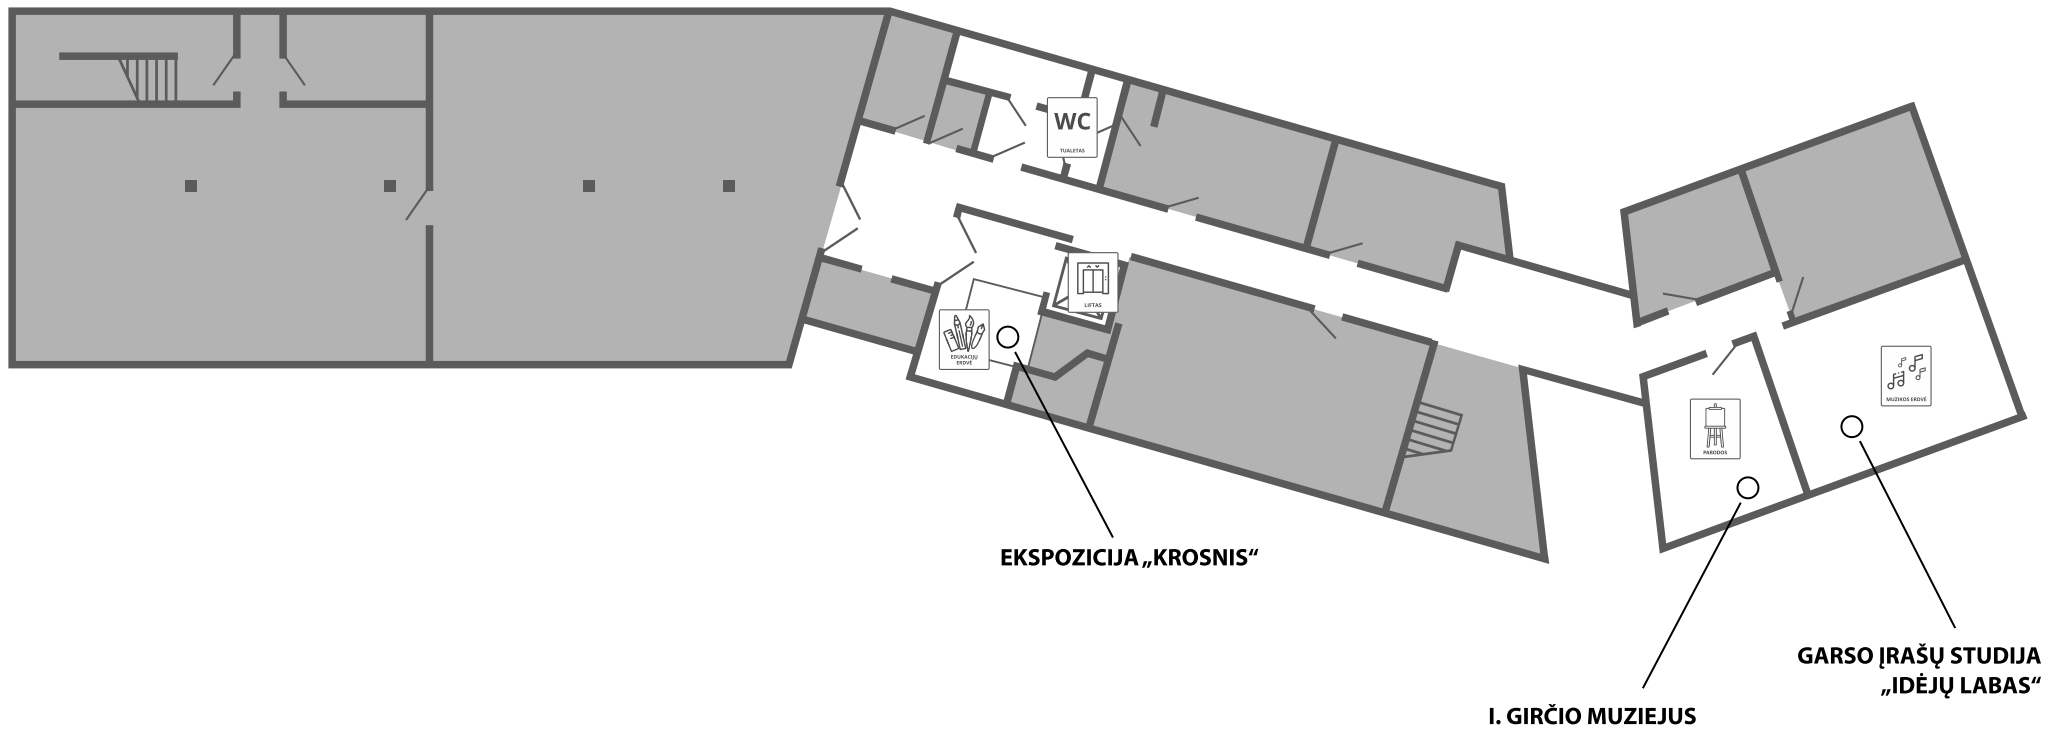 WC
TUALETAS
LIFTAS
EDUKACIJŲ
ERDVĖ
MUZIKOS ERDVĖ
PARODOS
EKSPOZICIJA „KROSNIS“
GARSO ĮRAŠŲ STUDIJA
„IDĖJŲ LABAS“
I. GIRČIO MUZIEJUS